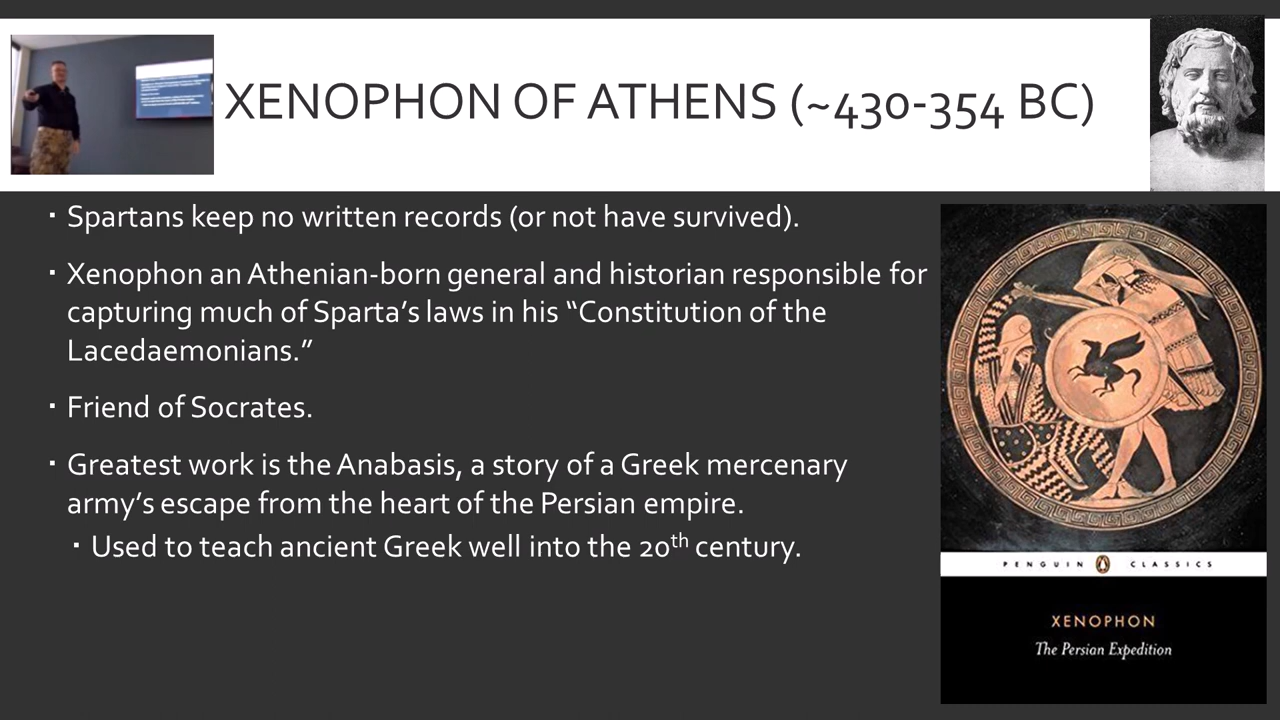 XENOPHON OF ATHENS (~430-354 BC)
▪ Spartans keep no written records (or not have survived).
▪ Xenophon an Athenian-born general and historian responsible for
capturing much of Sparta’s laws in his “Constitution of the
Lacedaemonians.”
▪ Friend of Socrates.
▪ Greatest work is the Anabasis, a story of a Greek mercenary
army’s escape from the heart of the Persian empire.
▪ Used to teach ancient Greek well into the 20th century.
PENGUIN CLASSICS
XENOPHON
The Persian Expedition